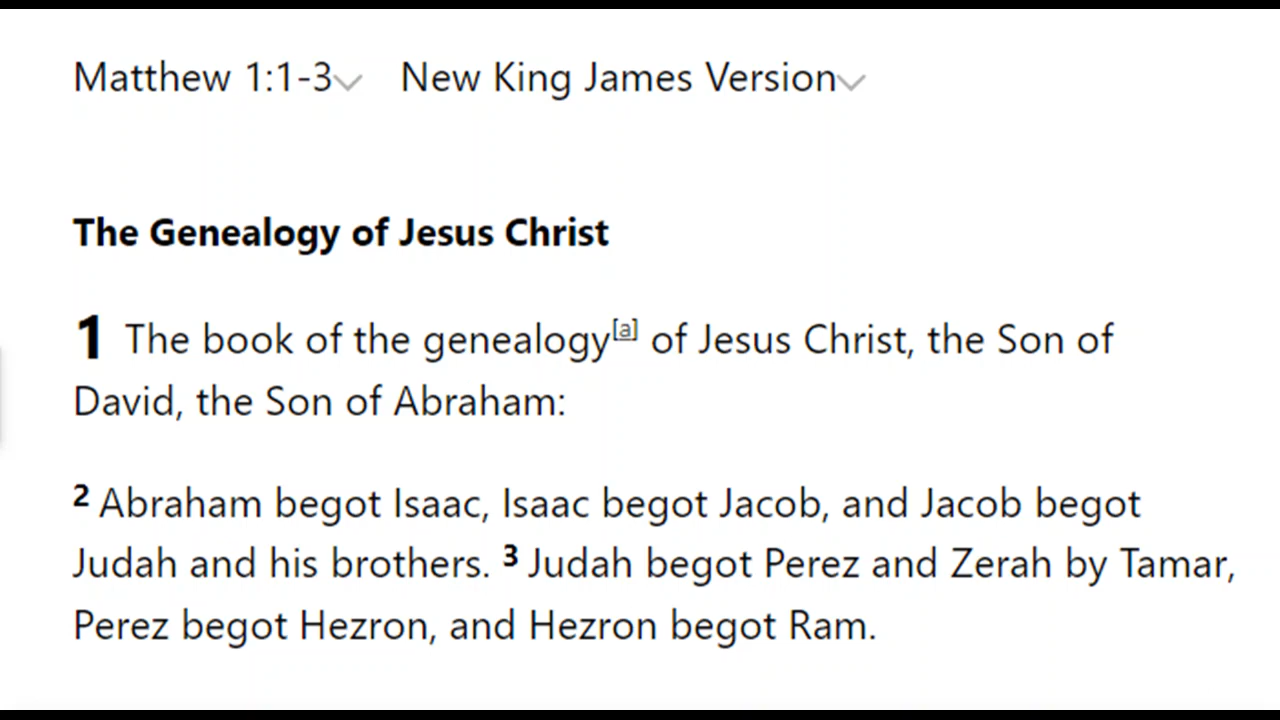 Matthew 1:1-3 New King James Version
The Genealogy of Jesus Christ
1 The book of the genealogy[a] of Jesus Christ, the Son of
David, the Son of Abraham:
2 Abraham begot Isaac, Isaac begot Jacob, and Jacob begot
Judah and his brothers. 3 Judah begot Perez and Zerah by Tamar,
Perez begot Hezron, and Hezron begot Ram.